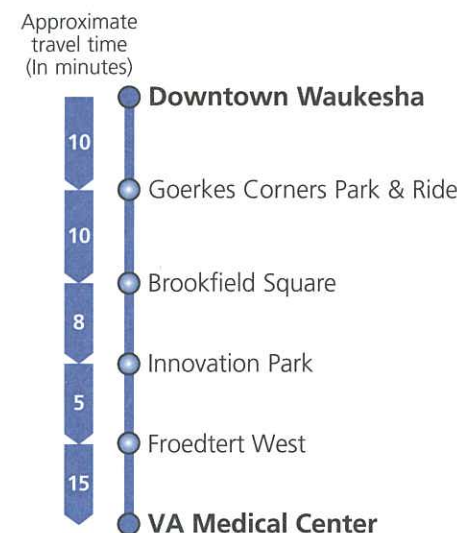 Approximate
travel time
(In minutes)
Downtown Waukesha
10
Goerkes Corners Park & Ride
10
Brookfield Square
8
Innovation Park
5
Froedtert West
15
VA Medical Center